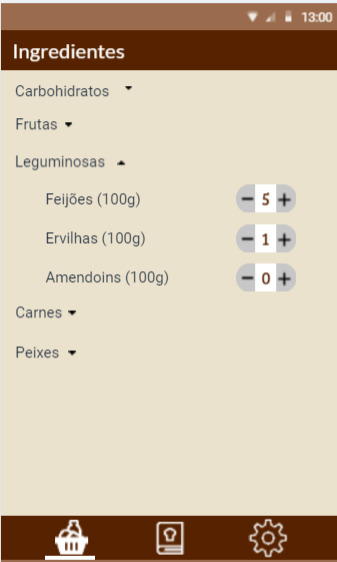 13:00
Ingredientes
Carbohidratos
Frutas
Leguminosas
Feijões (100g) − 5 +
Ervilhas (100g) − 1 +
Amendoins (100g) − 0 +
Carnes
Peixes